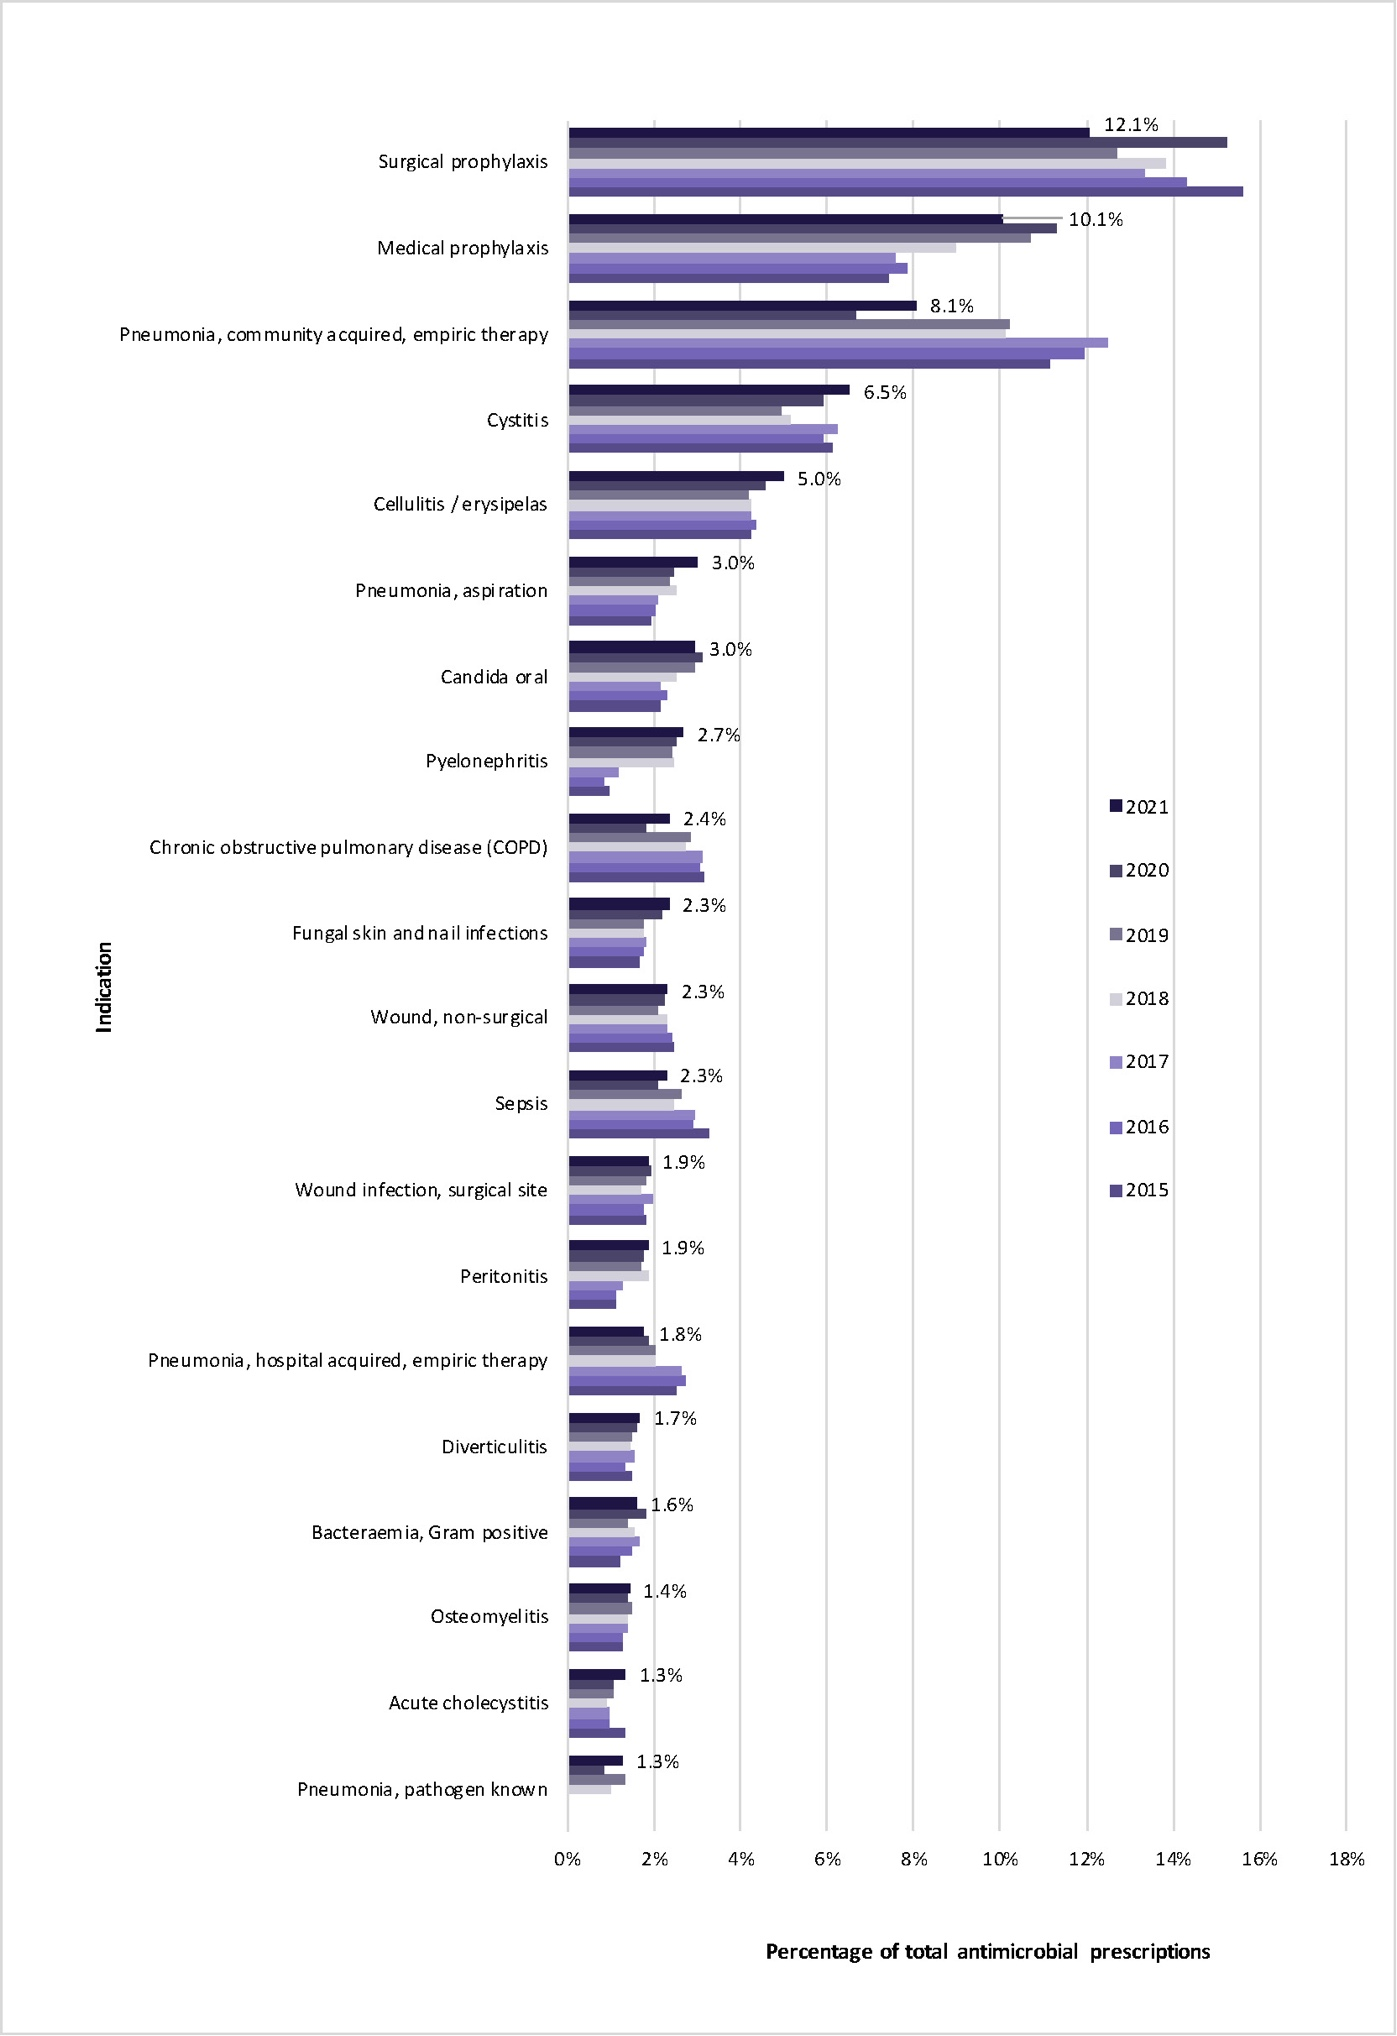 12.1%
Surgical prophylaxis
10.1%
Medical prophylaxis
8.1%
Pneumonia, community acquired, empiric therapy
6.5%
Cystitis
5.0%
Cellulitis / erysipelas
3.0%
Pneumonia, aspiration
3.0%
Candida oral
2.7%
Pyelonephritis
2.4%
Chronic obstructive pulmonary disease (COPD)
2.3%
Fungal skin and nail infections
2.3%
Wound, non-surgical
2.3%
Sepsis
1.9%
Wound infection, surgical site
1.9%
Peritonitis
1.8%
Pneumonia, hospital acquired, empiric therapy
1.7%
Diverticulitis
1.6%
Bacteraemia, Gram positive
1.4%
Osteomyelitis
1.3%
Acute cholecystitis
1.3%
Pneumonia, pathogen known
Indication
2021
2020
2019
2018
2017
2016
2015
0% 2% 4% 6% 8% 10% 12% 14% 16% 18%
Percentage of total antimicrobial prescriptions